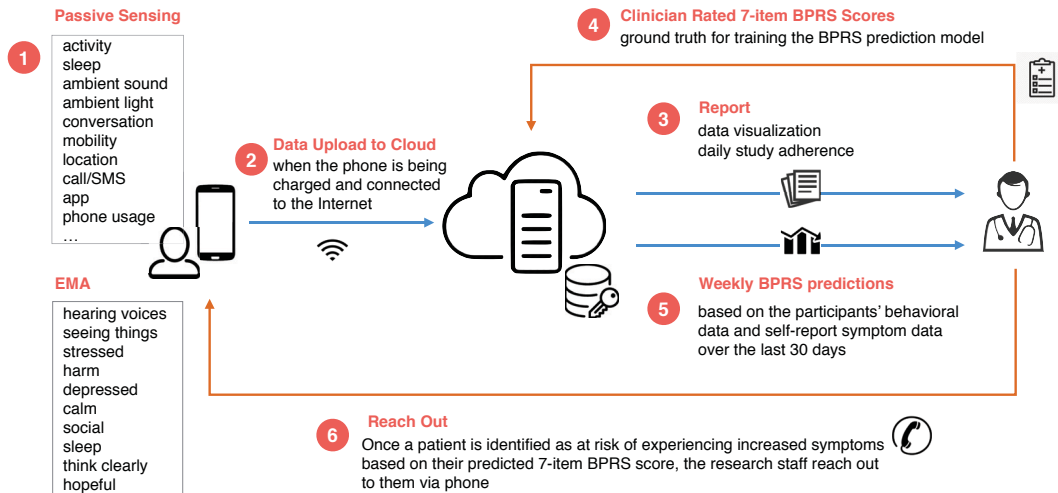 Passive Sensing
1
activity
sleep
ambient sound
ambient light
conversation
mobility
location
call/SMS
app
phone usage
...
EMA
hearing voices
seeing things
stressed
harm
depressed
calm
social
sleep
think clearly
hopeful
2
Data Upload to Cloud
when the phone is being
charged and connected
to the Internet
4
Clinician Rated 7-item BPRS Scores
ground truth for training the BPRS prediction model
3
Report
data visualization
daily study adherence
Weekly BPRS predictions
5
based on the participants' behavioral
data and self-report symptom data
over the last 30 days
6
Reach Out
Once a patient is identified as at risk of experiencing increased symptoms
based on their predicted 7-item BPRS score, the research staff reach out
to them via phone